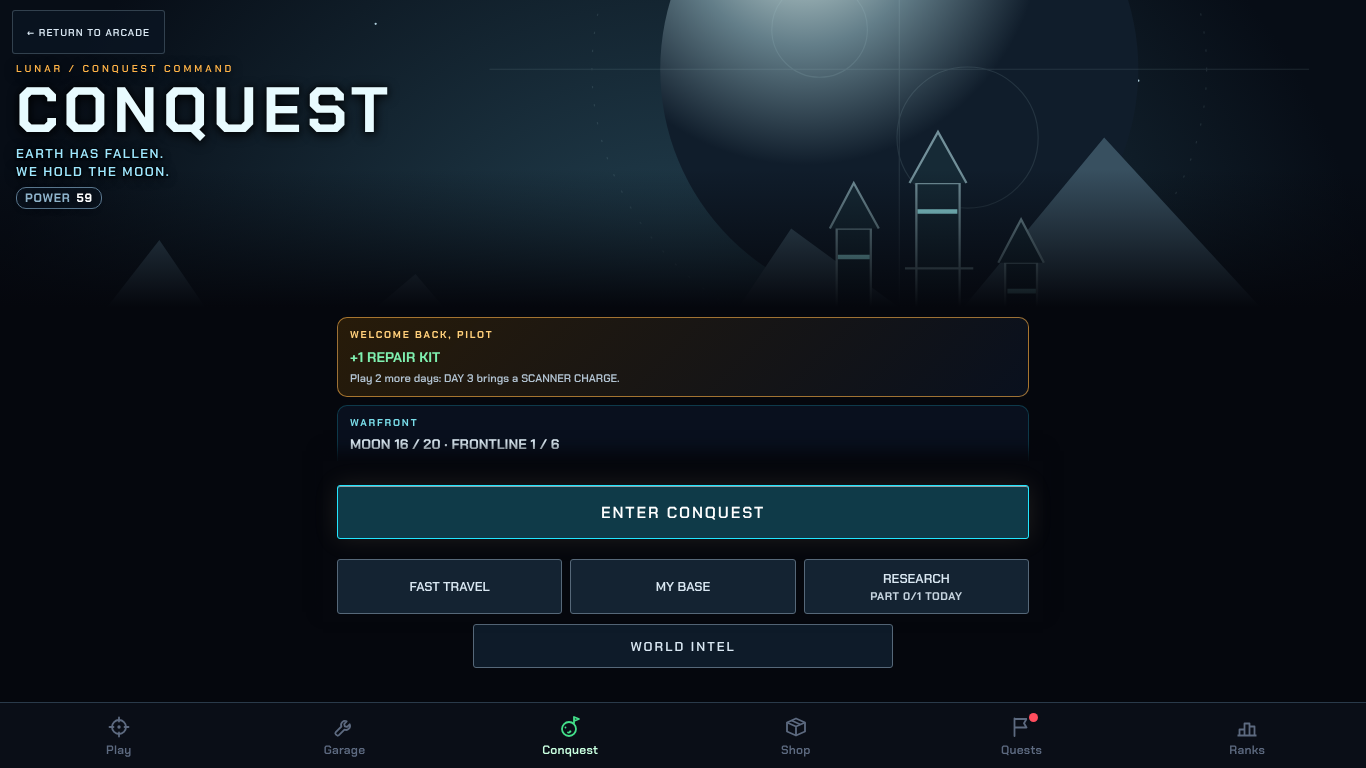 ← RETURN TO ARCADE
LUNAR / CONQUEST COMMAND
CONQUEST
EARTH HAS FALLEN.
WE HOLD THE MOON.
POWER 59
WELCOME BACK, PILOT
+1 REPAIR KIT
Play 2 more days: DAY 3 brings a SCANNER CHARGE.
WARFRONT
MOON 16 / 20 · FRONTLINE 1 / 6
ENTER CONQUEST
FAST TRAVEL
MY BASE
RESEARCH
PART 0/1 TODAY
WORLD INTEL
Play
Garage
Conquest
Shop
Quests
Ranks